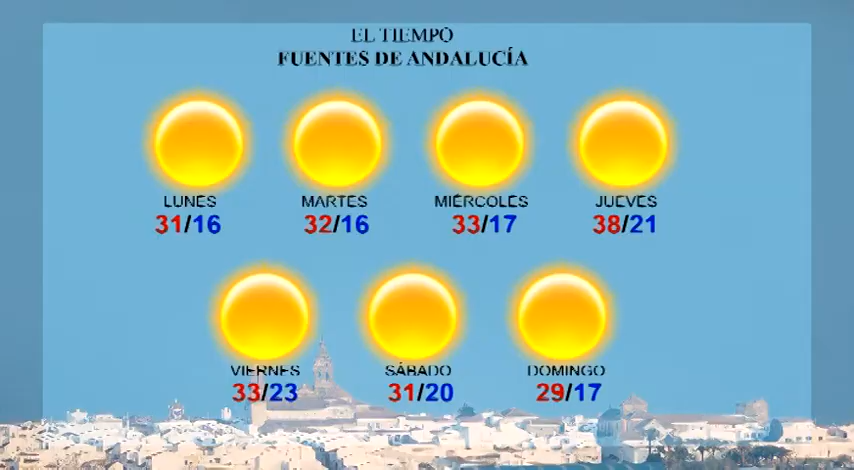 EL TIEMPO
FUENTES DE ANDALUCÍA
LUNES MARTES MIÉRCOLES JUEVES
31/16 32/16 33/17 38/21
VIERNES SÁBADO DOMINGO
33/23 31/20 29/17